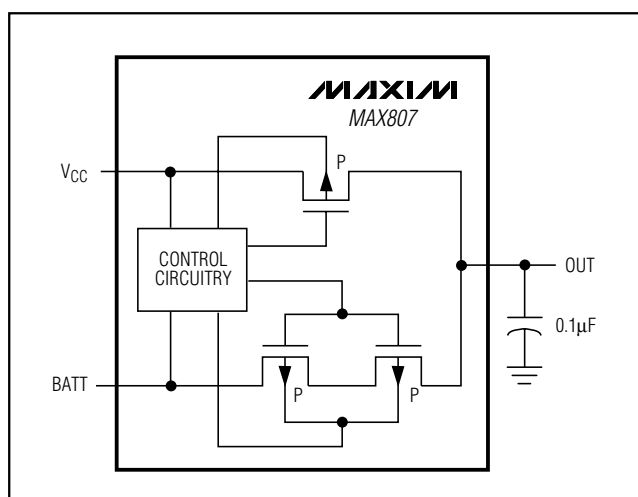 MAXIM
MAX807
VCC
P
CONTROL
CIRCUITRY
OUT
0.1µF
BATT
P
P